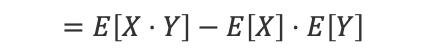 = E[X · Y] − E[X] · E[Y]